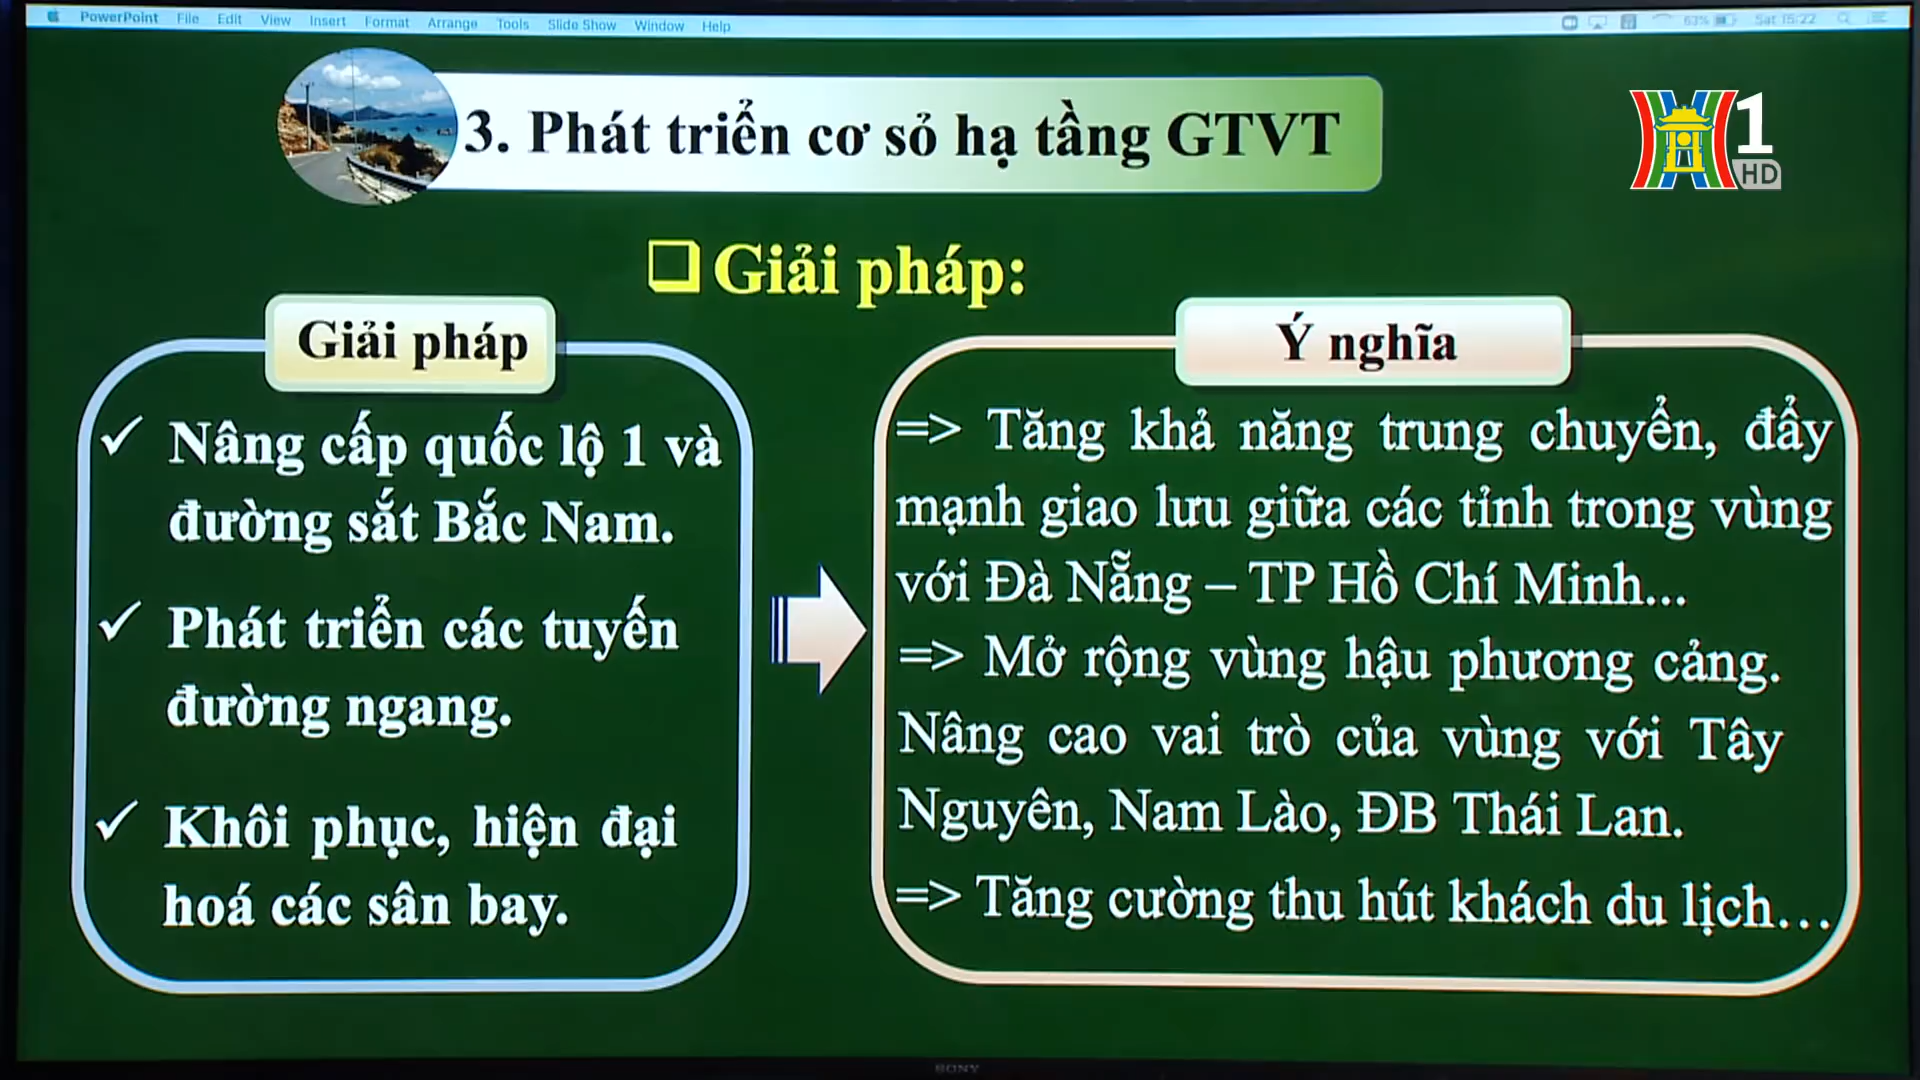 PowerPoint File Edit View Insert Format Arrange Tools Slide Show Window Help
63% Sat 15:22
3. Phát triển cơ sỏ hạ tầng GTVT
1
HD
❑ Giải pháp:
Giải pháp
✓ Nâng cấp quốc lộ 1 và
đường sắt Bắc Nam.
✓ Phát triển các tuyến
đường ngang.
✓ Khôi phục, hiện đại
hoá các sân bay.
Ý nghĩa
=> Tăng khả năng trung chuyển, đẩy
mạnh giao lưu giữa các tỉnh trong vùng
với Đà Nẵng – TP Hồ Chí Minh...
=> Mở rộng vùng hậu phương cảng.
Nâng cao vai trò của vùng với Tây
Nguyên, Nam Lào, ĐB Thái Lan.
=> Tăng cường thu hút khách du lịch...
SONY